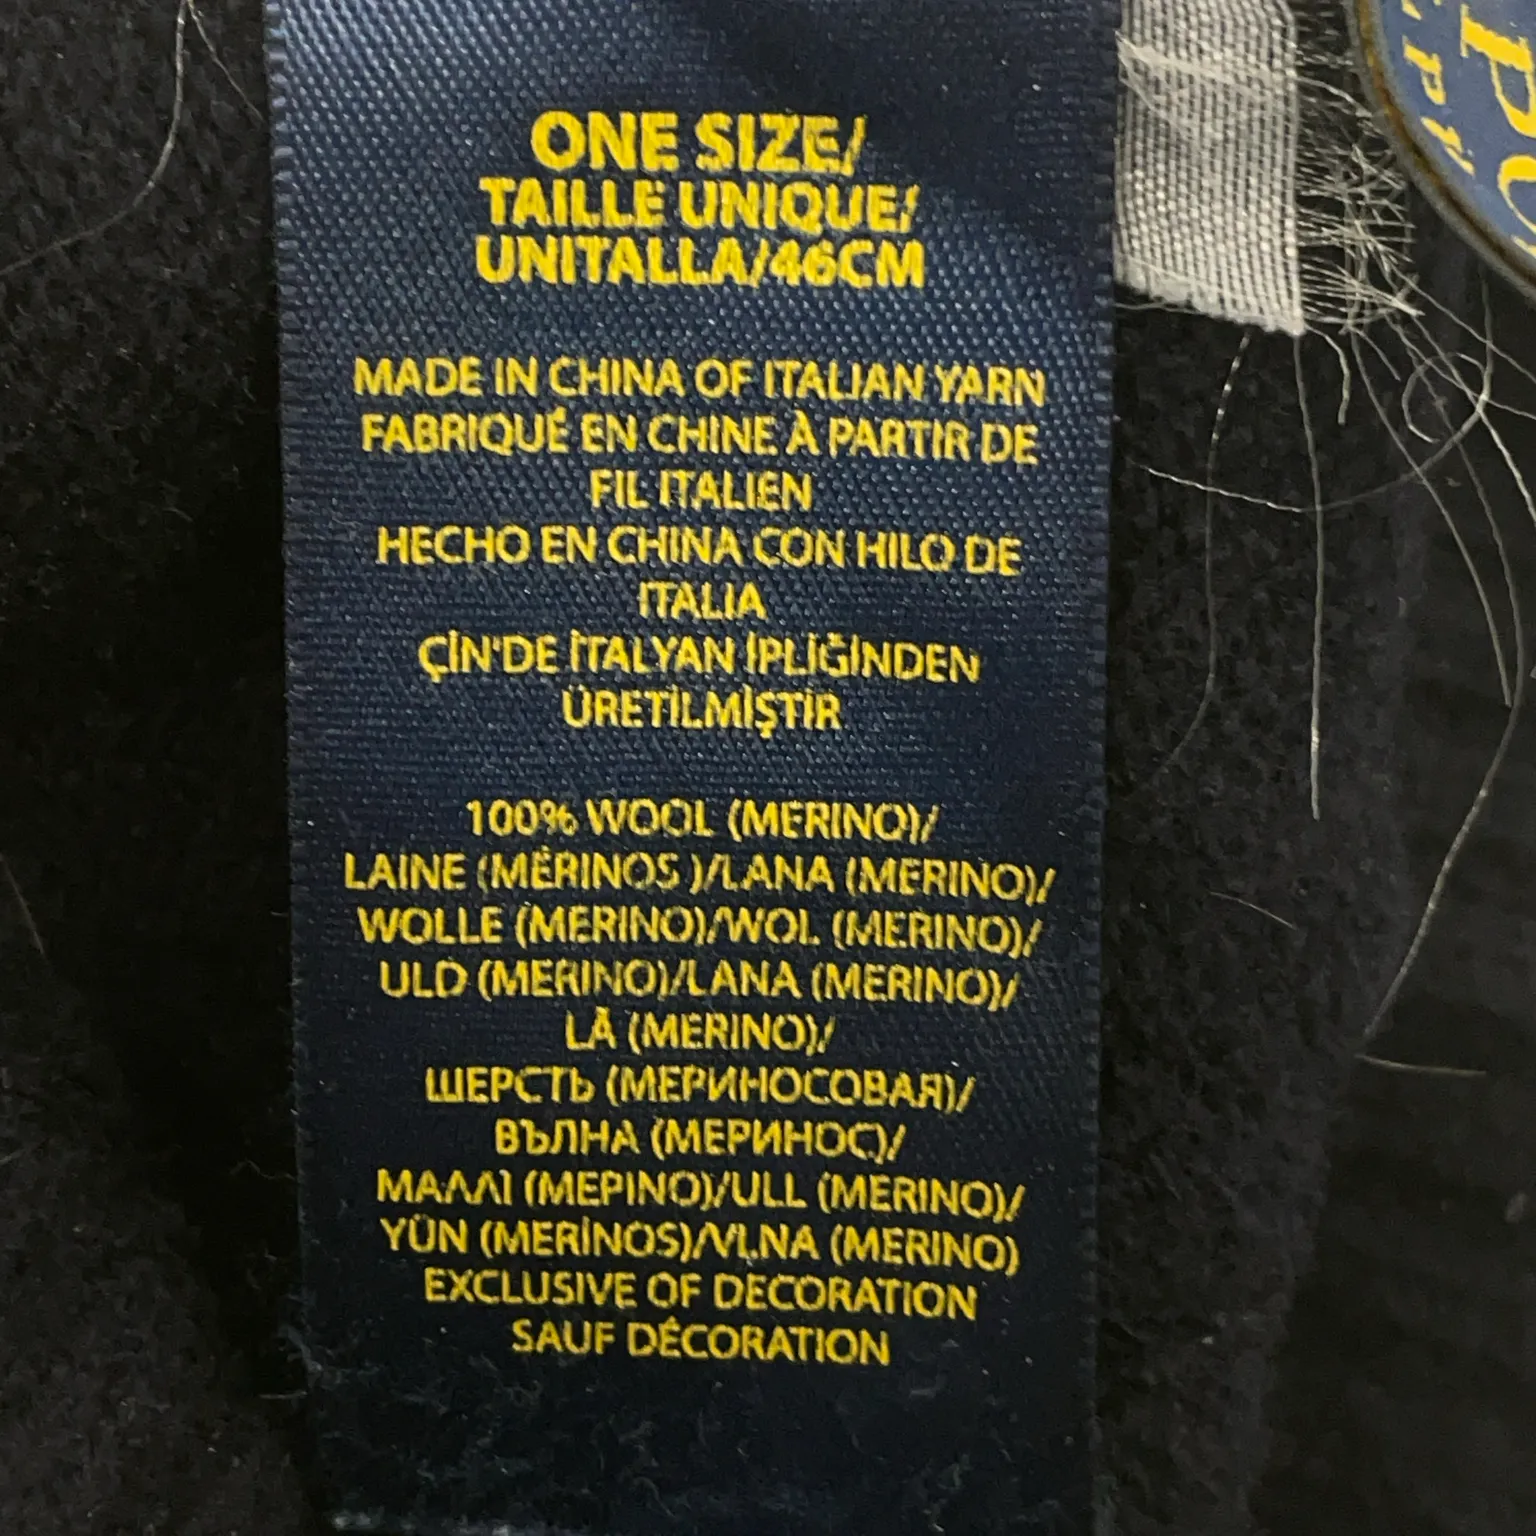 ONE SIZE/
TAILLE UNIQUE/
UNITALLA/46CM
MADE IN CHINA OF ITALIAN YARN
FABRIQUÉ EN CHINE À PARTIR DE
FIL ITALIEN
HECHO EN CHINA CON HILO DE
ITALIA
ÇİN'DE İTALYAN İPLİĞİNDEN
ÜRETİLMİŞTİR
100% WOOL (MERINO)/
LAINE (MÉRINOS )/LANA (MERINO)/
WOLLE (MERINO)/WOL (MERINO)/
ULD (MERINO)/LANA (MERINO)/
LÃ (MERINO)/
ШЕРСТЬ (МЕРИНОСОВАЯ)/
ВЪЛНА (МЕРИНОС)/
ΜΑΛΛΙ (ΜΕΡΙΝΟ)/ULL (MERINO)/
YÜN (MERİNOS)/VLNA (MERINO)
EXCLUSIVE OF DECORATION
SAUF DÉCORATION